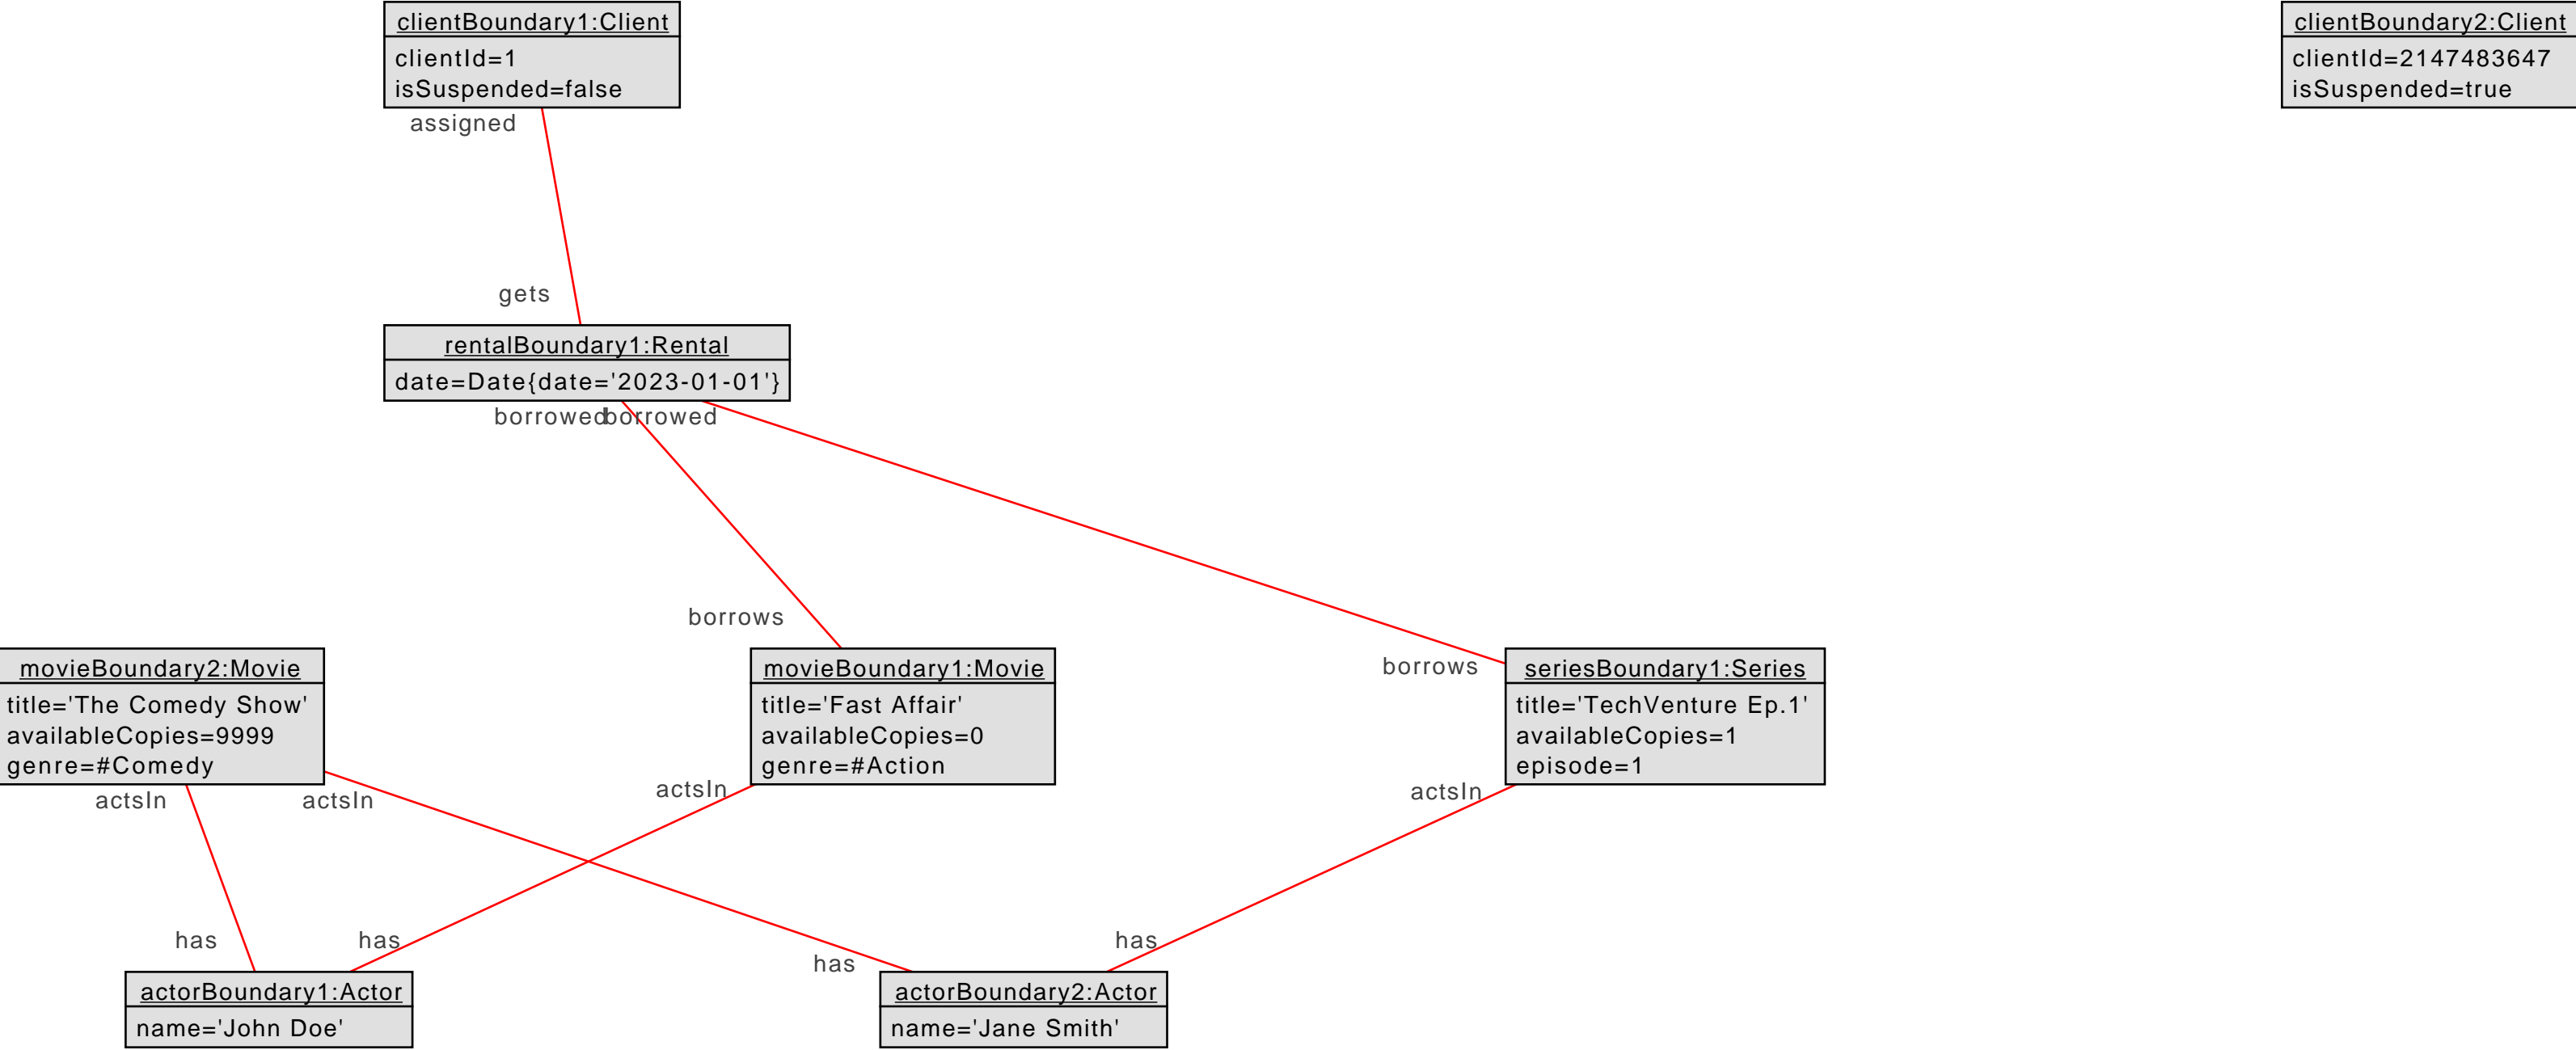 clientBoundary1:Client
clientId=1
isSuspended=false
clientBoundary2:Client
clientId=2147483647
isSuspended=true
assigned
gets
rentalBoundary1:Rental
date=Date{date='2023-01-01'}
borrowed
borrowed
borrows
borrows
movieBoundary2:Movie
title='The Comedy Show'
availableCopies=9999
genre=#Comedy
movieBoundary1:Movie
title='Fast Affair'
availableCopies=0
genre=#Action
seriesBoundary1:Series
title='TechVenture Ep.1'
availableCopies=1
episode=1
actsIn
actsIn
actsIn
actsIn
has
has
has
has
actorBoundary1:Actor
name='John Doe'
actorBoundary2:Actor
name='Jane Smith'